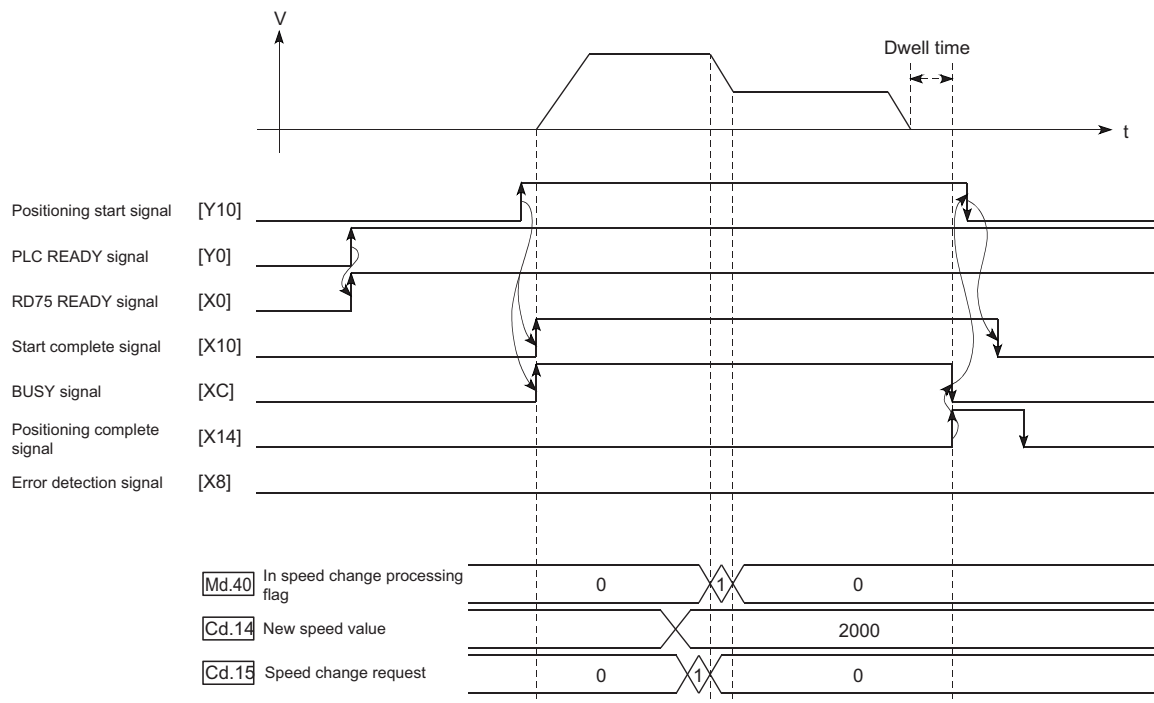 V
Dwell time
t
Positioning start signal [Y10]
PLC READY signal [Y0]
RD75 READY signal [X0]
Start complete signal [X10]
BUSY signal [XC]
Positioning complete
signal [X14]
Error detection signal [X8]
Md.40 In speed change processing
flag
0 1 0
Cd.14 New speed value 2000
Cd.15 Speed change request 0 1 0